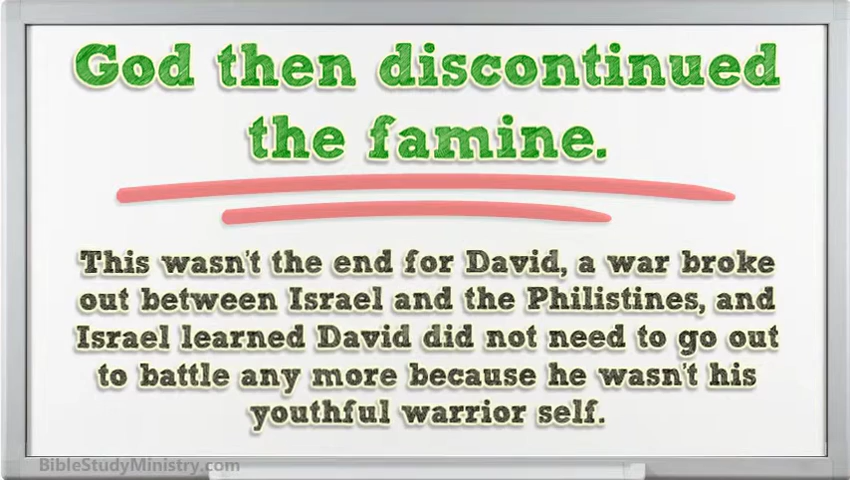 God then discontinued
the famine.
This wasn't the end for David, a war broke
out between Israel and the Philistines, and
Israel learned David did not need to go out
to battle any more because he wasn't his
youthful warrior self.
BibleStudyMinistry.com